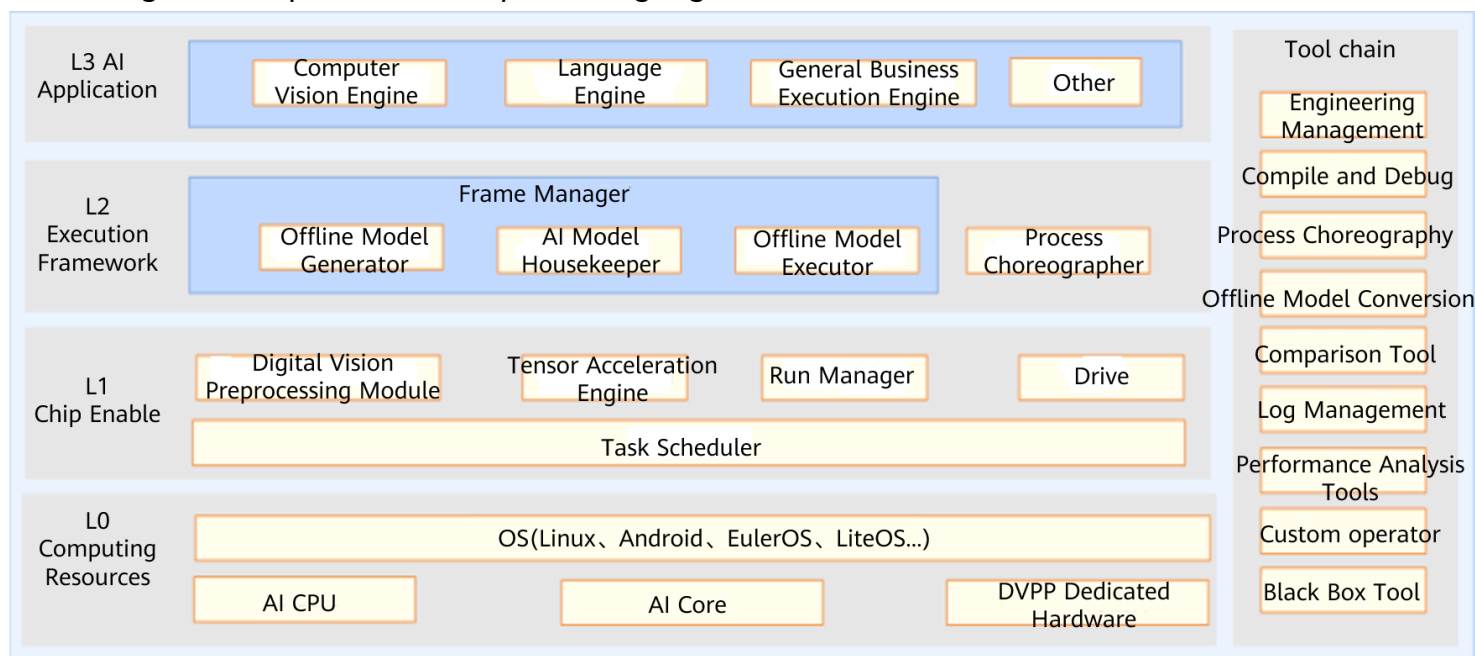 L3 AI
Application
Computer
Vision Engine
Language
Engine
General Business
Execution Engine
Other
L2
Execution
Framework
Frame Manager
Offline Model
Generator
AI Model
Housekeeper
Offline Model
Executor
Process
Choreographer
L1
Chip Enable
Digital Vision
Preprocessing Module
Tensor Acceleration
Engine
Run Manager
Drive
Task Scheduler
L0
Computing
Resources
OS(Linux、Android、EulerOS、LiteOS...)
AI CPU
AI Core
DVPP Dedicated
Hardware
Tool chain
Engineering
Management
Compile and Debug
Process Choreography
Offline Model Conversion
Comparison Tool
Log Management
Performance Analysis
Tools
Custom operator
Black Box Tool